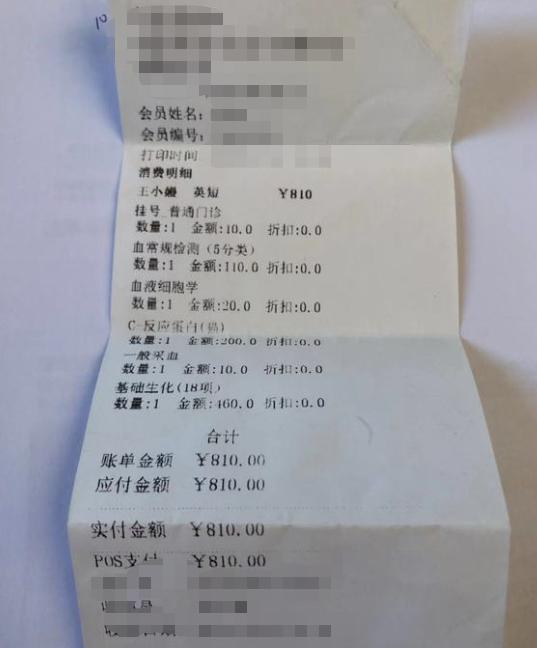 10
会员姓名:
会员编号:
打印时间
消费明细
王小鳗 英短 ¥810
挂号_普通门诊
数量:1 金额:10.0 折扣:0.0
血常规检测(5分类)
数量:1 金额:110.0 折扣:0.0
血液细胞学
数量:1 金额:20.0 折扣:0.0
C-反应蛋白(猫)
数量:1 金额:200.0 折扣:0.0
一般采血
数量:1 金额:10.0 折扣:0.0
基础生化(18项)
数量:1 金额:460.0 折扣:0.0
合计
账单金额 ¥810.00
应付金额 ¥810.00
实付金额 ¥810.00
POS支付 ¥810.00